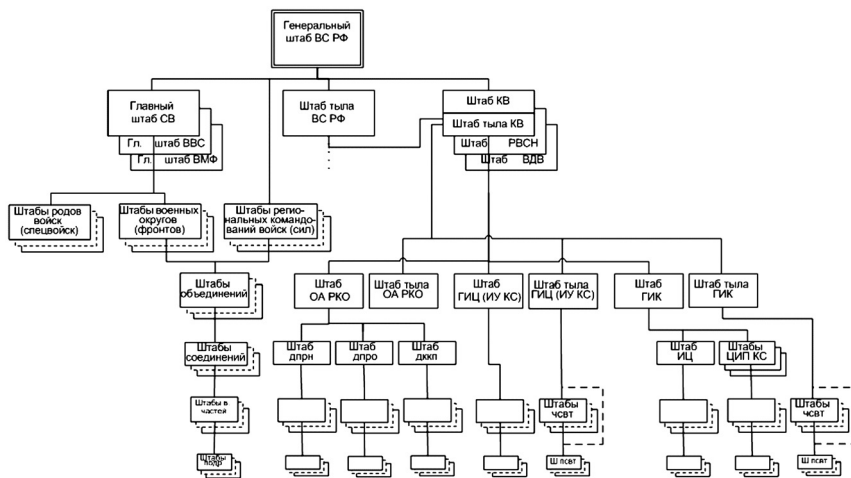 Генеральный
штаб ВС РФ
Главный
штаб СВ
Гл. штаб ВВС
Гл. штаб ВМФ
Штаб тыла
ВС РФ
Штаб КВ
Штаб тыла КВ
Штаб РВСН
Штаб ВДВ
Штабы родов
войск
(спецвойск)
Штабы военных
округов
(фронтов)
Штабы регио-
нальных командо-
ваний войск (сил)
Штабы
объединений
Штаб
ОА РКО
Штаб тыла
ОА РКО
Штаб
ГИЦ (ИУ КС)
Штаб тыла
ГИЦ (ИУ КС)
Штаб
ГИК
Штаб тыла
ГИК
Штабы
соединений
Штаб
дпрн
Штаб
дпро
Штаб
дккп
Штаб
ИЦ
Штабы
ЦИП КС
Штабы в
частей
Штабы
чсвт
Штабы
чсвт
Штабы
подр
Ш псвт
Ш псвт